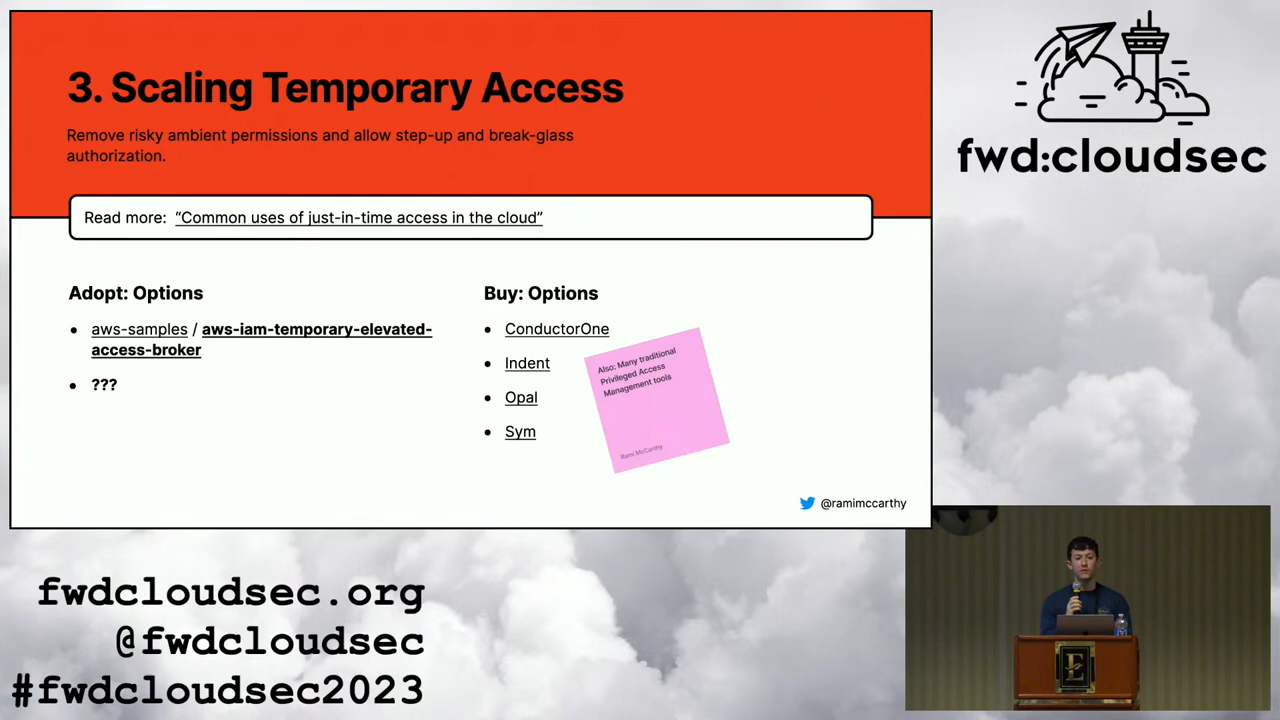 3. Scaling Temporary Access
Remove risky ambient permissions and allow step-up and break-glass
authorization.
Read more: “Common uses of just-in-time access in the cloud”
Adopt: Options
• aws-samples / aws-iam-temporary-elevated-
access-broker
• ???
Buy: Options
• ConductorOne
• Indent
• Opal
• Sym
Also: Many traditional
Privileged Access
Management tools
Rami McCarthy
@ramimccarthy
fwd:cloudsec
fwdcloudsec.org
@fwdcloudsec
#fwdcloudsec2023
E